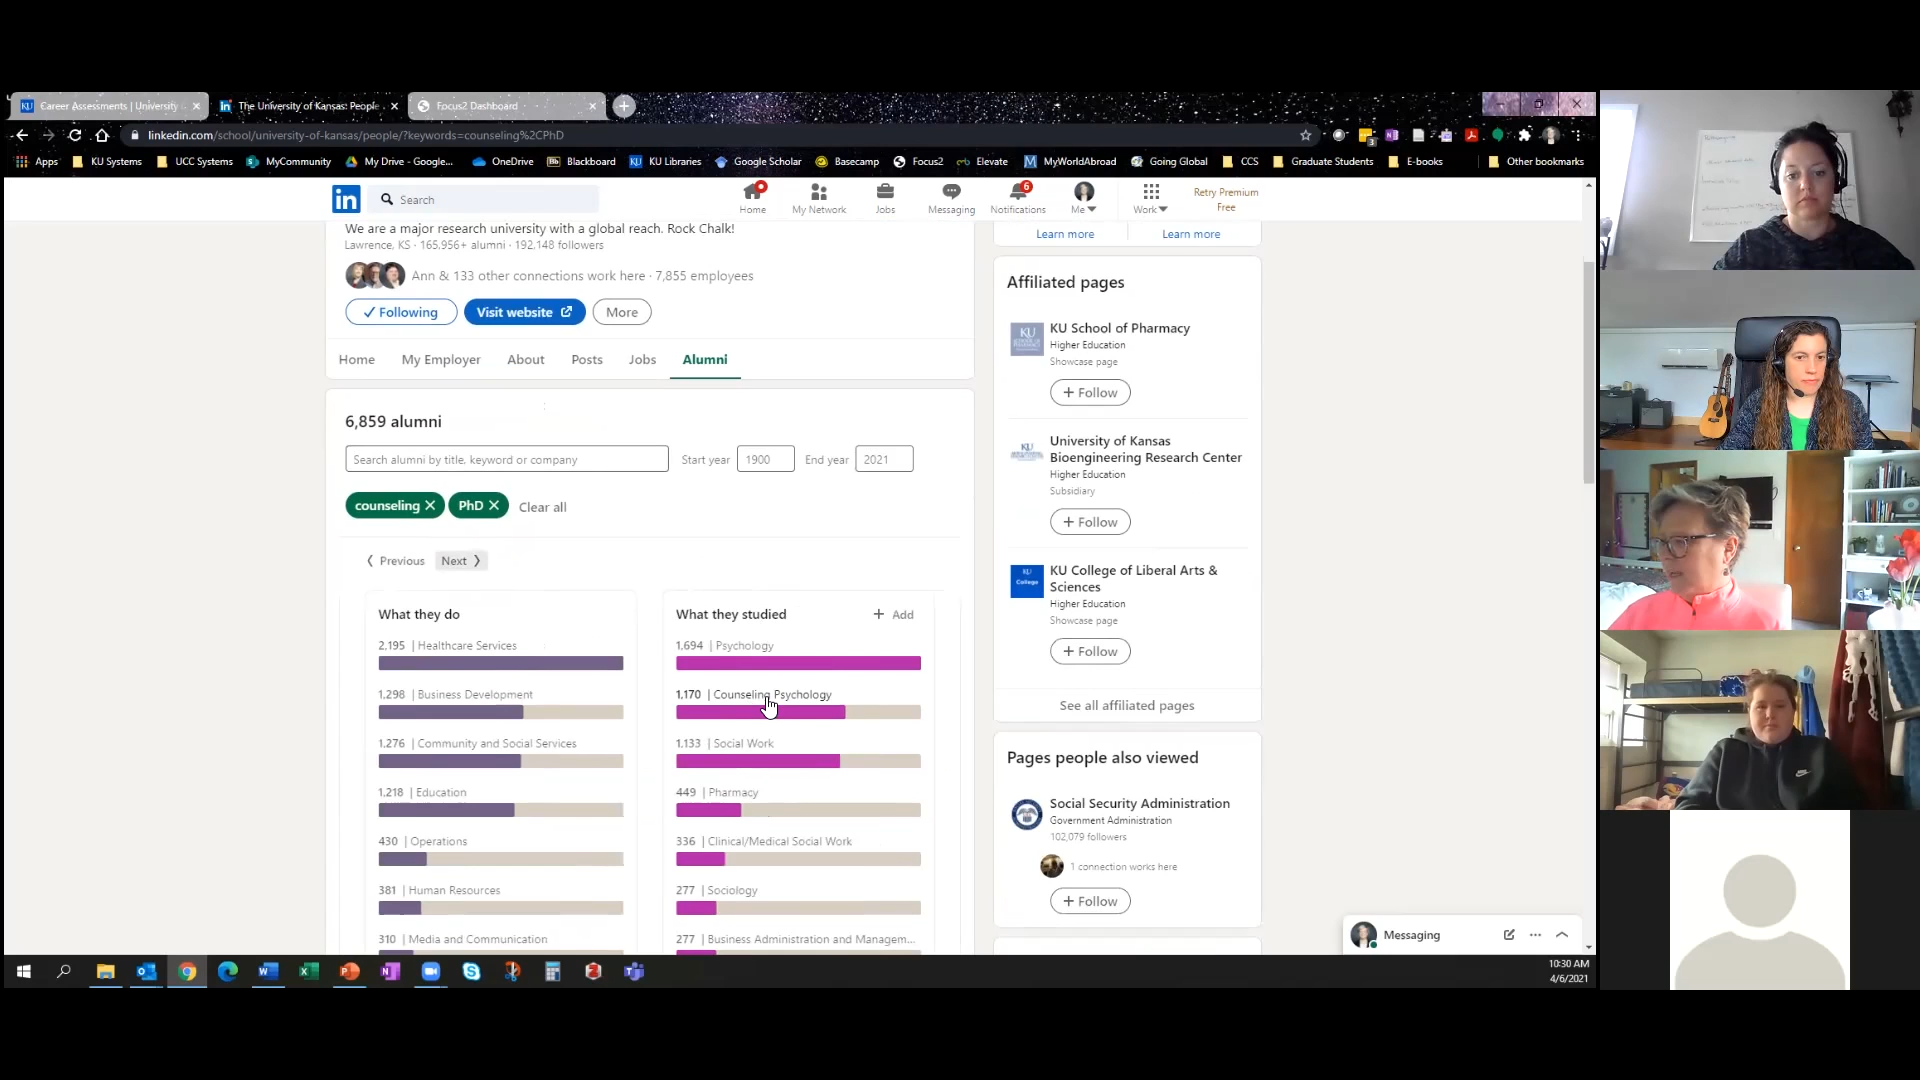 Career Assessments | University
The University of Kansas: People
Focus2 Dashboard
linkedin.com/school/university-of-kansas/people/?keywords=counseling%2CPhD
Apps KU Systems UCC Systems MyCommunity My Drive - Google... OneDrive Blackboard KU Libraries Google Scholar Basecamp Focus2 Elevate MyWorldAbroad Going Global CCS Graduate Students E-books Other bookmarks
in Search
Home My Network Jobs Messaging 6 Notifications Me Work Retry Premium Free
We are a major research university with a global reach. Rock Chalk!
Lawrence, KS · 165,956+ alumni · 192,148 followers
Ann & 133 other connections work here · 7,855 employees
Following Visit website More
Home My Employer About Posts Jobs Alumni
6,859 alumni
Search alumni by title, keyword or company Start year 1900 End year 2021
counseling PhD Clear all
Previous Next
What they do
2,195 | Healthcare Services
1,298 | Business Development
1,276 | Community and Social Services
1,218 | Education
430 | Operations
381 | Human Resources
310 | Media and Communication
What they studied + Add
1,694 | Psychology
1,170 | Counseling Psychology
1,133 | Social Work
449 | Pharmacy
336 | Clinical/Medical Social Work
277 | Sociology
277 | Business Administration and Managem...
Learn more Learn more
Affiliated pages
KU School of Pharmacy
Higher Education
Showcase page
+ Follow
University of Kansas
Bioengineering Research Center
Higher Education
Subsidiary
+ Follow
KU College of Liberal Arts &
Sciences
Higher Education
Showcase page
+ Follow
See all affiliated pages
Pages people also viewed
Social Security Administration
Government Administration
102,079 followers
1 connection works here
+ Follow
Messaging
10:30 AM
4/6/2021